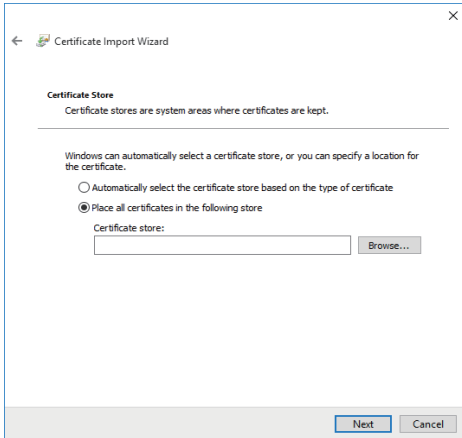 Certificate Import Wizard
Certificate Store
Certificate stores are system areas where certificates are kept.
Windows can automatically select a certificate store, or you can specify a location for
the certificate.
Automatically select the certificate store based on the type of certificate
Place all certificates in the following store
Certificate store:
Browse...
Next Cancel